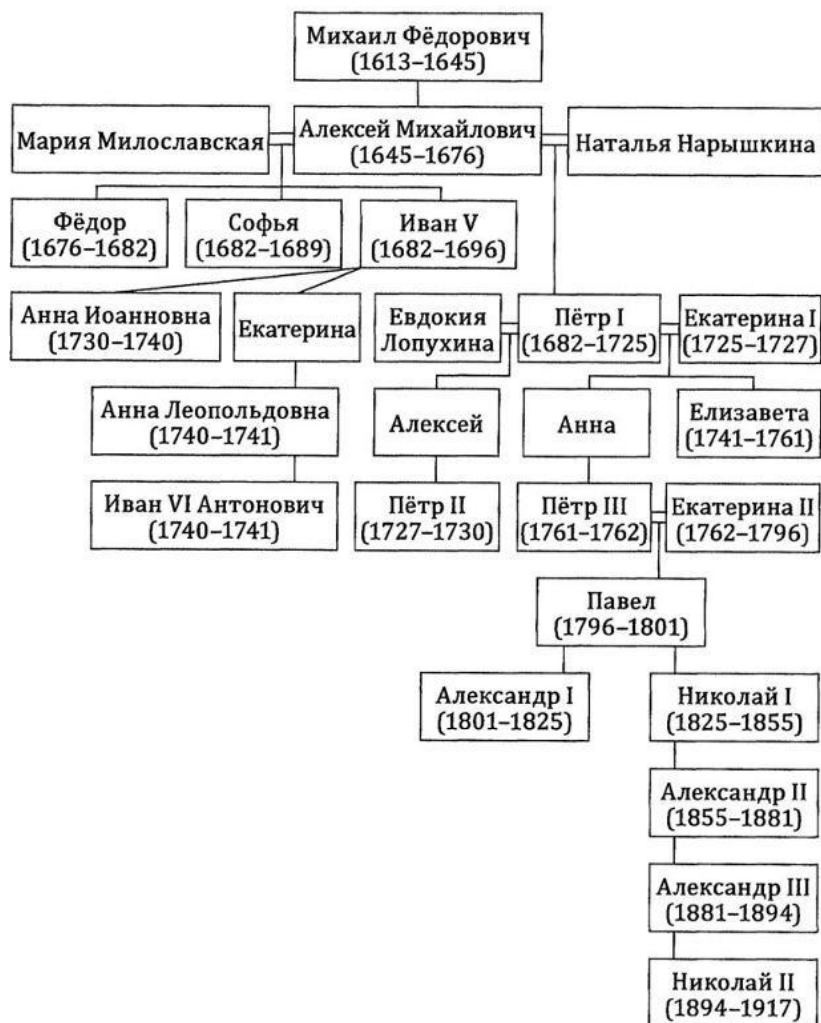 Михаил Фёдорович
(1613–1645)
Мария Милославская
Алексей Михайлович
(1645–1676)
Наталья Нарышкина
Фёдор
(1676–1682)
Софья
(1682–1689)
Иван V
(1682–1696)
Анна Иоанновна
(1730–1740)
Екатерина
Евдокия
Лопухина
Пётр I
(1682–1725)
Екатерина I
(1725–1727)
Анна Леопольдовна
(1740–1741)
Алексей
Анна
Елизавета
(1741–1761)
Иван VI Антонович
(1740–1741)
Пётр II
(1727–1730)
Пётр III
(1761–1762)
Екатерина II
(1762–1796)
Павел
(1796–1801)
Александр I
(1801–1825)
Николай I
(1825–1855)
Александр II
(1855–1881)
Александр III
(1881–1894)
Николай II
(1894–1917)